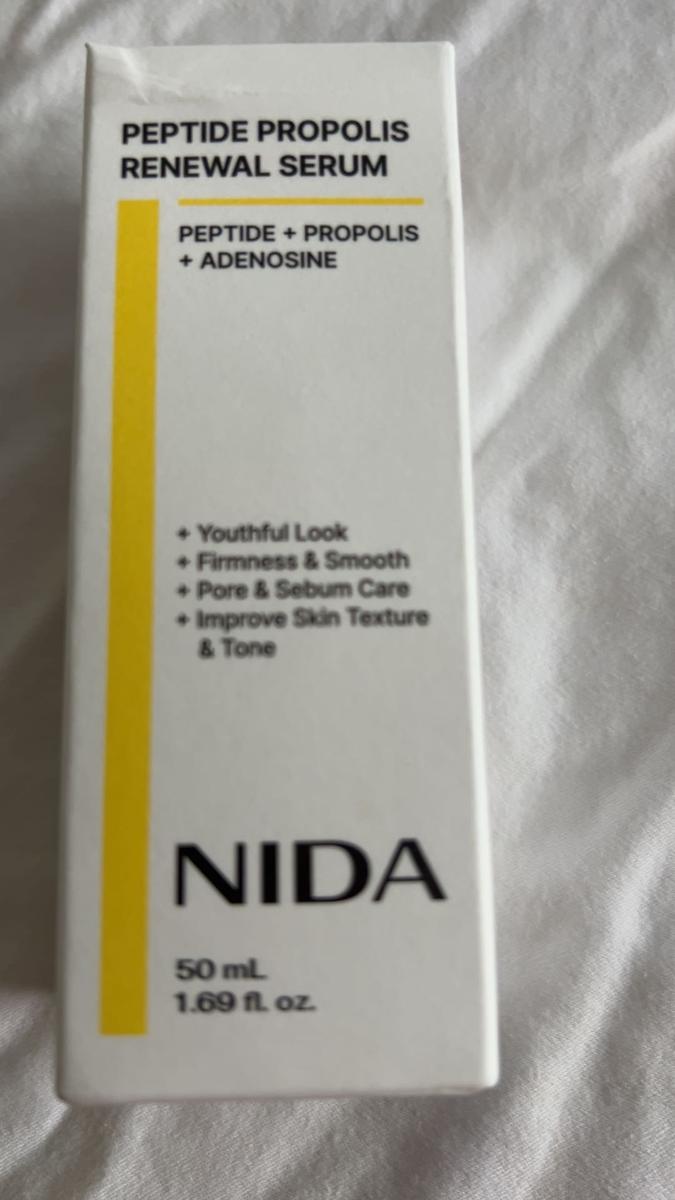 PEPTIDE PROPOLIS
RENEWAL SERUM
PEPTIDE + PROPOLIS
+ ADENOSINE
+ Youthful Look
+ Firmness & Smooth
+ Pore & Sebum Care
+ Improve Skin Texture
& Tone
NIDA
50 mL
1.69 fl. oz.